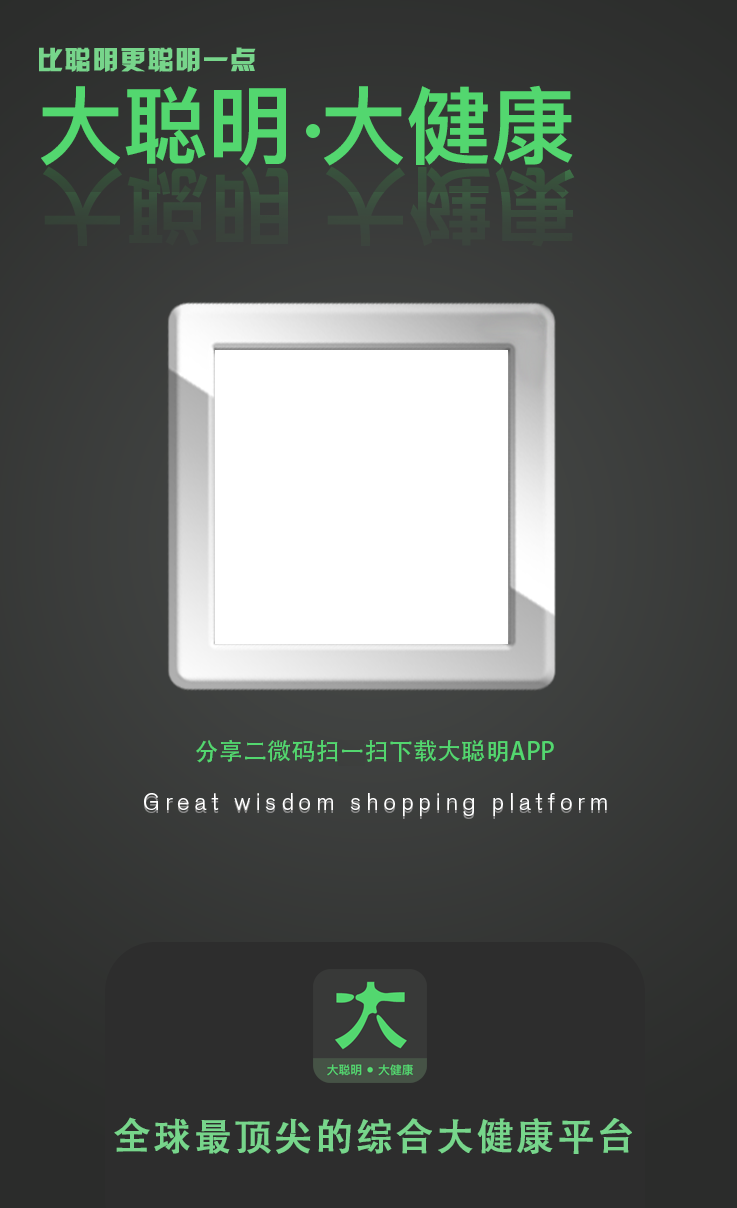 比聪明更聪明一点
大聪明·大健康
分享二微码扫一扫下载大聪明APP
Great wisdom shopping platform
大
大聪明·大健康
全球最顶尖的综合大健康平台